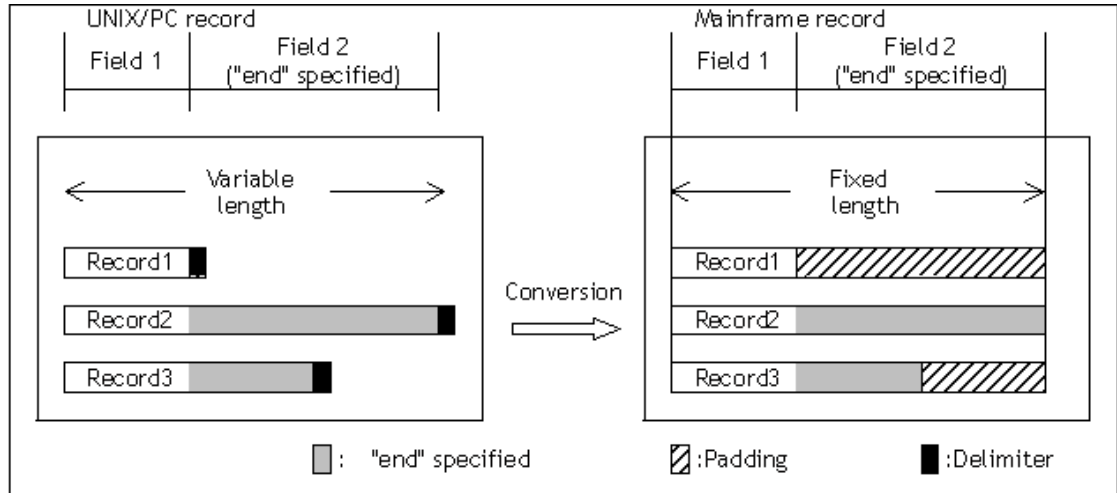 UNIX/PC record
Field 1
Field 2
("end" specified)
Variable
length
Record1
Record2
Record3
Conversion
Mainframe record
Field 1
Field 2
("end" specified)
Fixed
length
Record1
Record2
Record3
: "end" specified
:Padding
:Delimiter